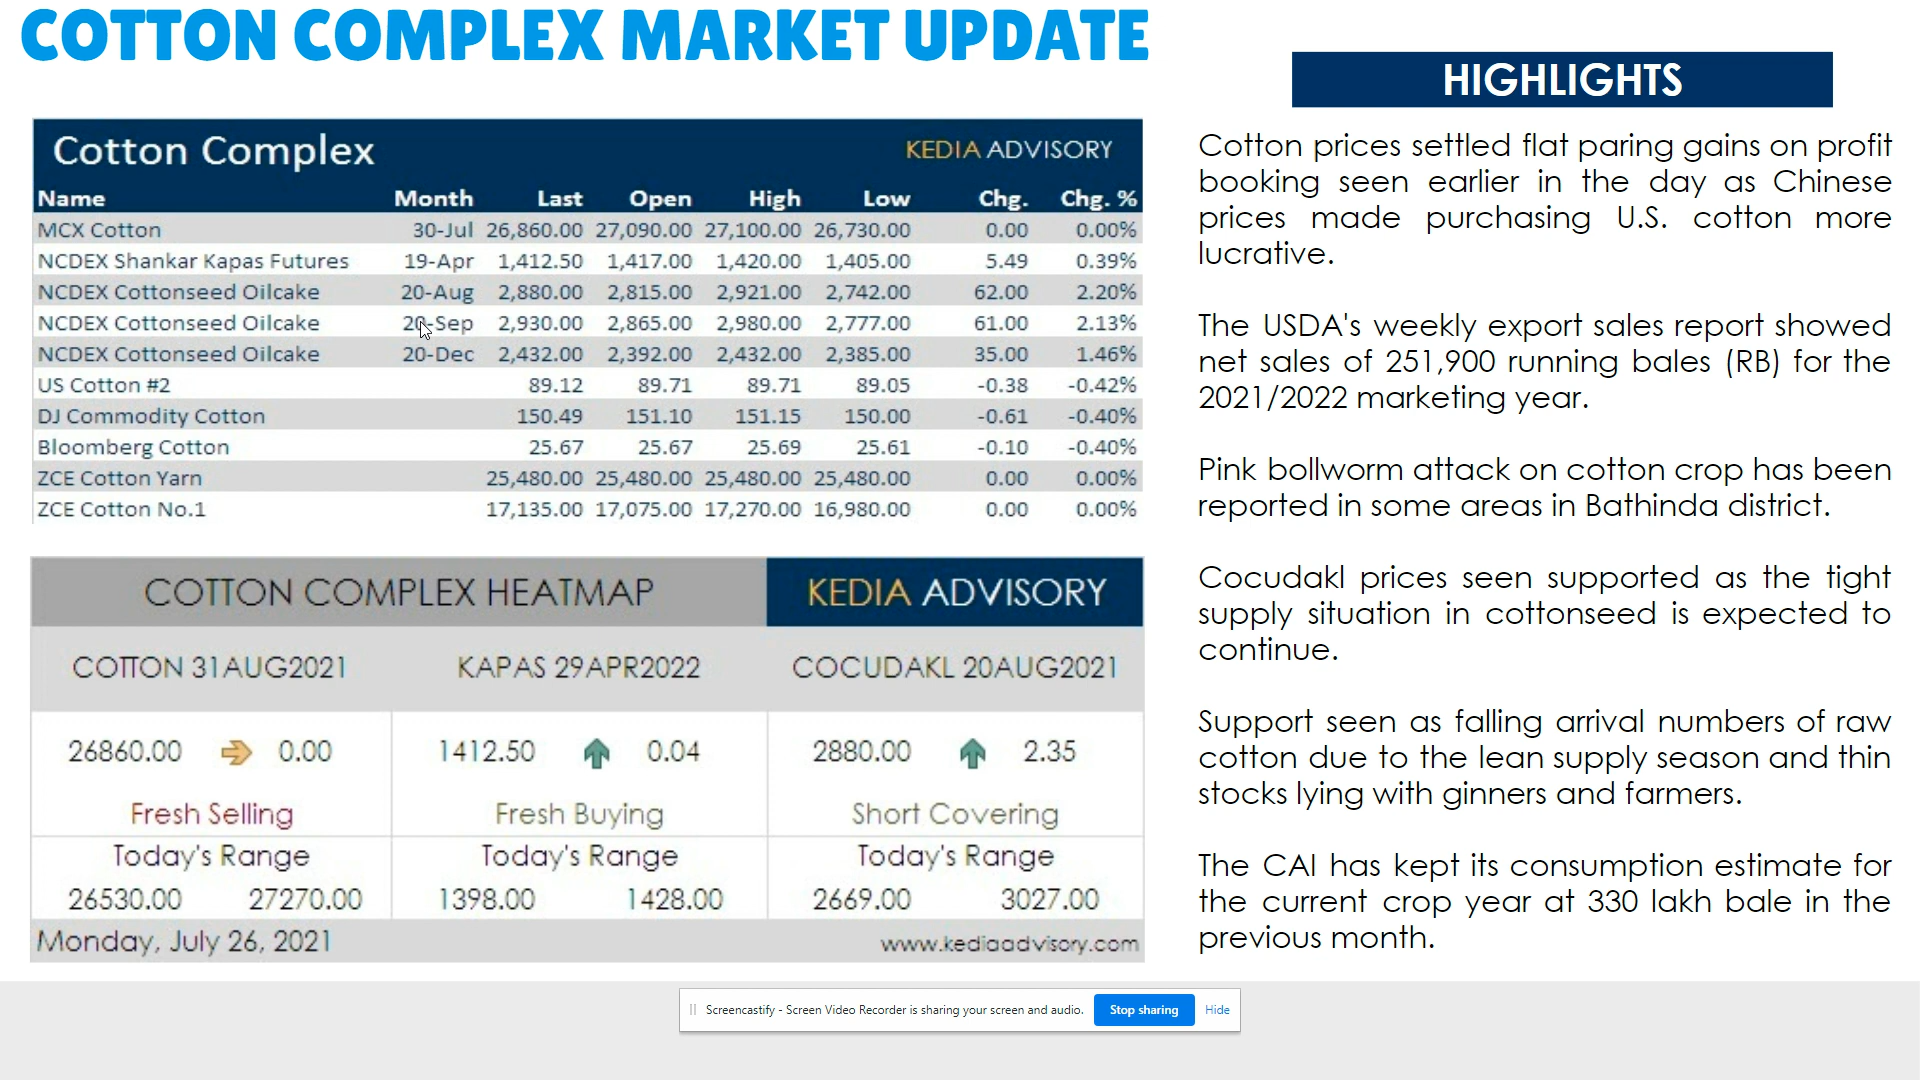 COTTON COMPLEX MARKET UPDATE
HIGHLIGHTS
Cotton Complex KEDIA ADVISORY
Name Month Last Open High Low Chg. Chg. %
MCX Cotton 30-Jul 26,860.00 27,090.00 27,100.00 26,730.00 0.00 0.00%
NCDEX Shankar Kapas Futures 19-Apr 1,412.50 1,417.00 1,420.00 1,405.00 5.49 0.39%
NCDEX Cottonseed Oilcake 20-Aug 2,880.00 2,815.00 2,921.00 2,742.00 62.00 2.20%
NCDEX Cottonseed Oilcake 20-Sep 2,930.00 2,865.00 2,980.00 2,777.00 61.00 2.13%
NCDEX Cottonseed Oilcake 20-Dec 2,432.00 2,392.00 2,432.00 2,385.00 35.00 1.46%
US Cotton #2 89.12 89.71 89.71 89.05 -0.38 -0.42%
DJ Commodity Cotton 150.49 151.10 151.15 150.00 -0.61 -0.40%
Bloomberg Cotton 25.67 25.67 25.69 25.61 -0.10 -0.40%
ZCE Cotton Yarn 25,480.00 25,480.00 25,480.00 25,480.00 0.00 0.00%
ZCE Cotton No.1 17,135.00 17,075.00 17,270.00 16,980.00 0.00 0.00%
COTTON COMPLEX HEATMAP KEDIA ADVISORY
COTTON 31AUG2021 KAPAS 29APR2022 COCUDAKL 20AUG2021
26860.00 0.00 1412.50 0.04 2880.00 2.35
Fresh Selling Fresh Buying Short Covering
Today's Range Today's Range Today's Range
26530.00 27270.00 1398.00 1428.00 2669.00 3027.00
Monday, July 26, 2021 www.kediaadvisory.com
Cotton prices settled flat paring gains on profit
booking seen earlier in the day as Chinese
prices made purchasing U.S. cotton more
lucrative.
The USDA's weekly export sales report showed
net sales of 251,900 running bales (RB) for the
2021/2022 marketing year.
Pink bollworm attack on cotton crop has been
reported in some areas in Bathinda district.
Cocudakl prices seen supported as the tight
supply situation in cottonseed is expected to
continue.
Support seen as falling arrival numbers of raw
cotton due to the lean supply season and thin
stocks lying with ginners and farmers.
The CAI has kept its consumption estimate for
the current crop year at 330 lakh bale in the
previous month.
Screencastify - Screen Video Recorder is sharing your screen and audio. Stop sharing Hide